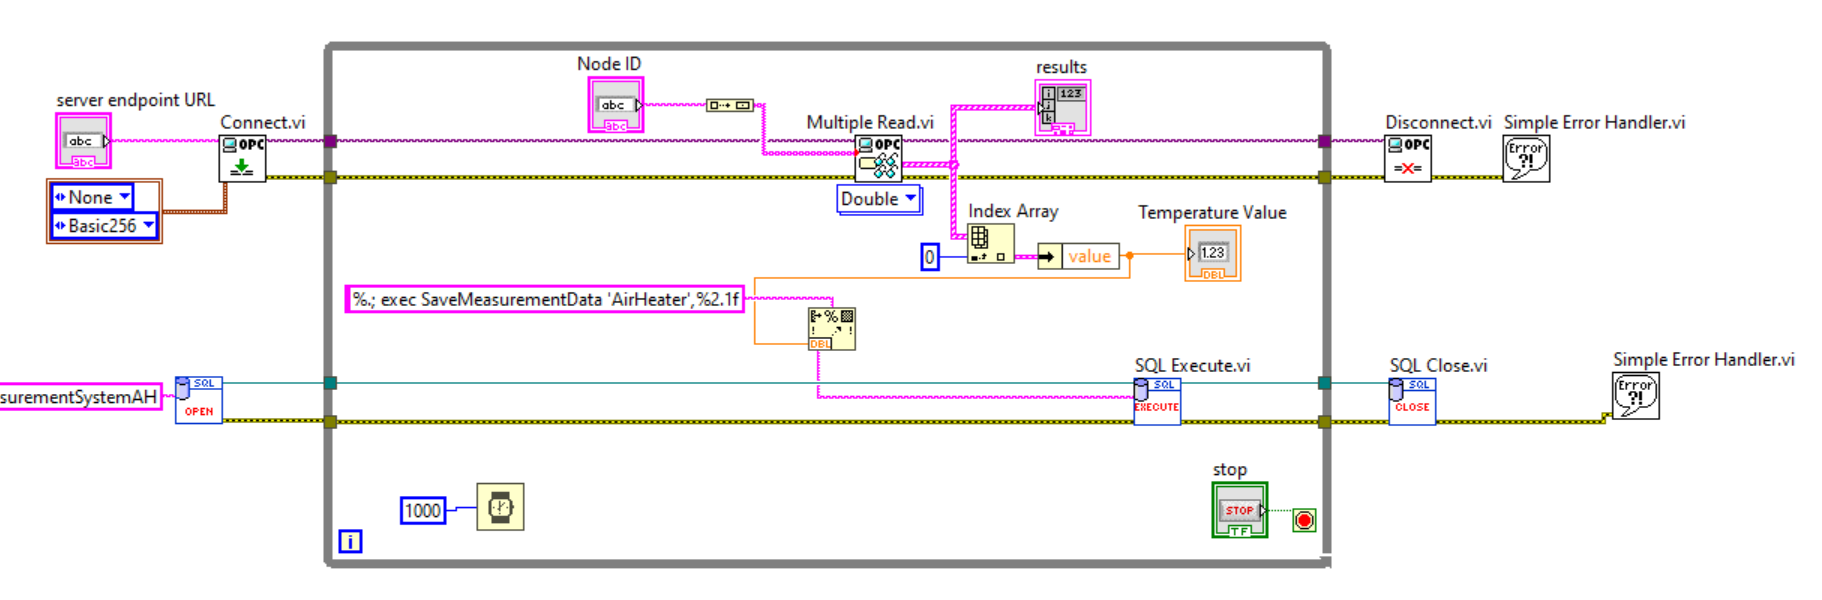 Node ID
abc
abc
results
i
123
j
k
server endpoint URL
abc
abc
Connect.vi
OPC
Multiple Read.vi
OPC
Disconnect.vi
OPC
Simple Error Handler.vi
Error
?!
None
Basic256
Double
Index Array
0
value
Temperature Value
1.23
DBL
%.; exec SaveMeasurementData 'AirHeater',%2.1f
%
DBL
surementSystemAH
SQL
OPEN
SQL Execute.vi
SQL
EXECUTE
SQL Close.vi
SQL
CLOSE
Simple Error Handler.vi
Error
?!
stop
STOP
TF
1000
i